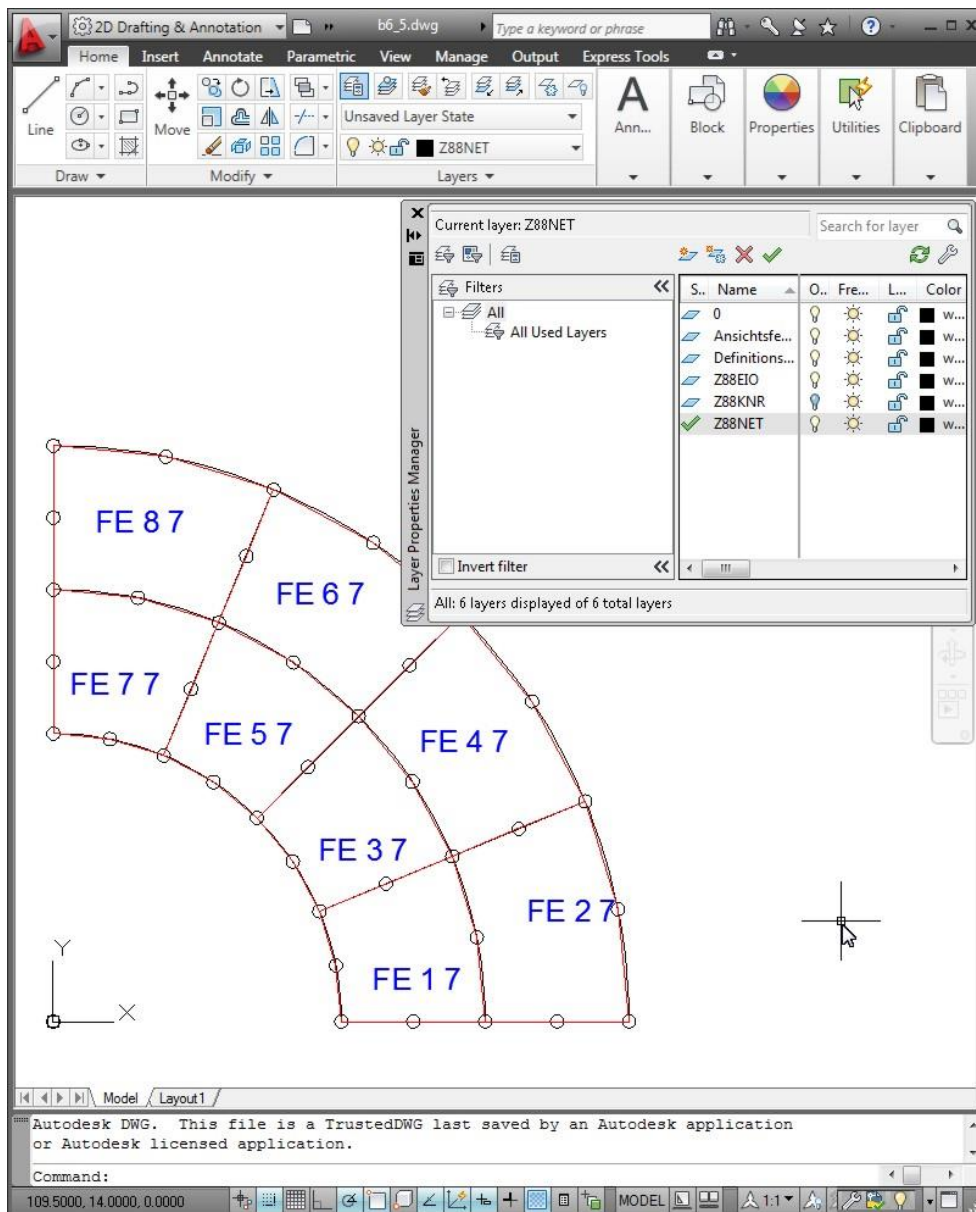 2D Drafting & Annotation b6_5.dwg Type a keyword or phrase
Home Insert Annotate Parametric View Manage Output Express Tools
Line Move Unsaved Layer State Ann... Block Properties Utilities Clipboard
Z88NET
Draw Modify Layers
Current layer: Z88NET Search for layer
Filters
All
All Used Layers
S.. Name O.. Fre... L... Color
0 w...
Ansichtsfe... w...
Definitions... w...
Z88EIO w...
Z88KNR w...
Z88NET w...
Invert filter
All: 6 layers displayed of 6 total layers
Layer Properties Manager
FE 8 7
FE 6 7
FE 7 7
FE 5 7
FE 4 7
FE 3 7
FE 2 7
FE 1 7
Y
X
Model Layout1
Autodesk DWG. This file is a TrustedDWG last saved by an Autodesk application
or Autodesk licensed application.
Command:
109.5000, 14.0000, 0.0000 MODEL 1:1